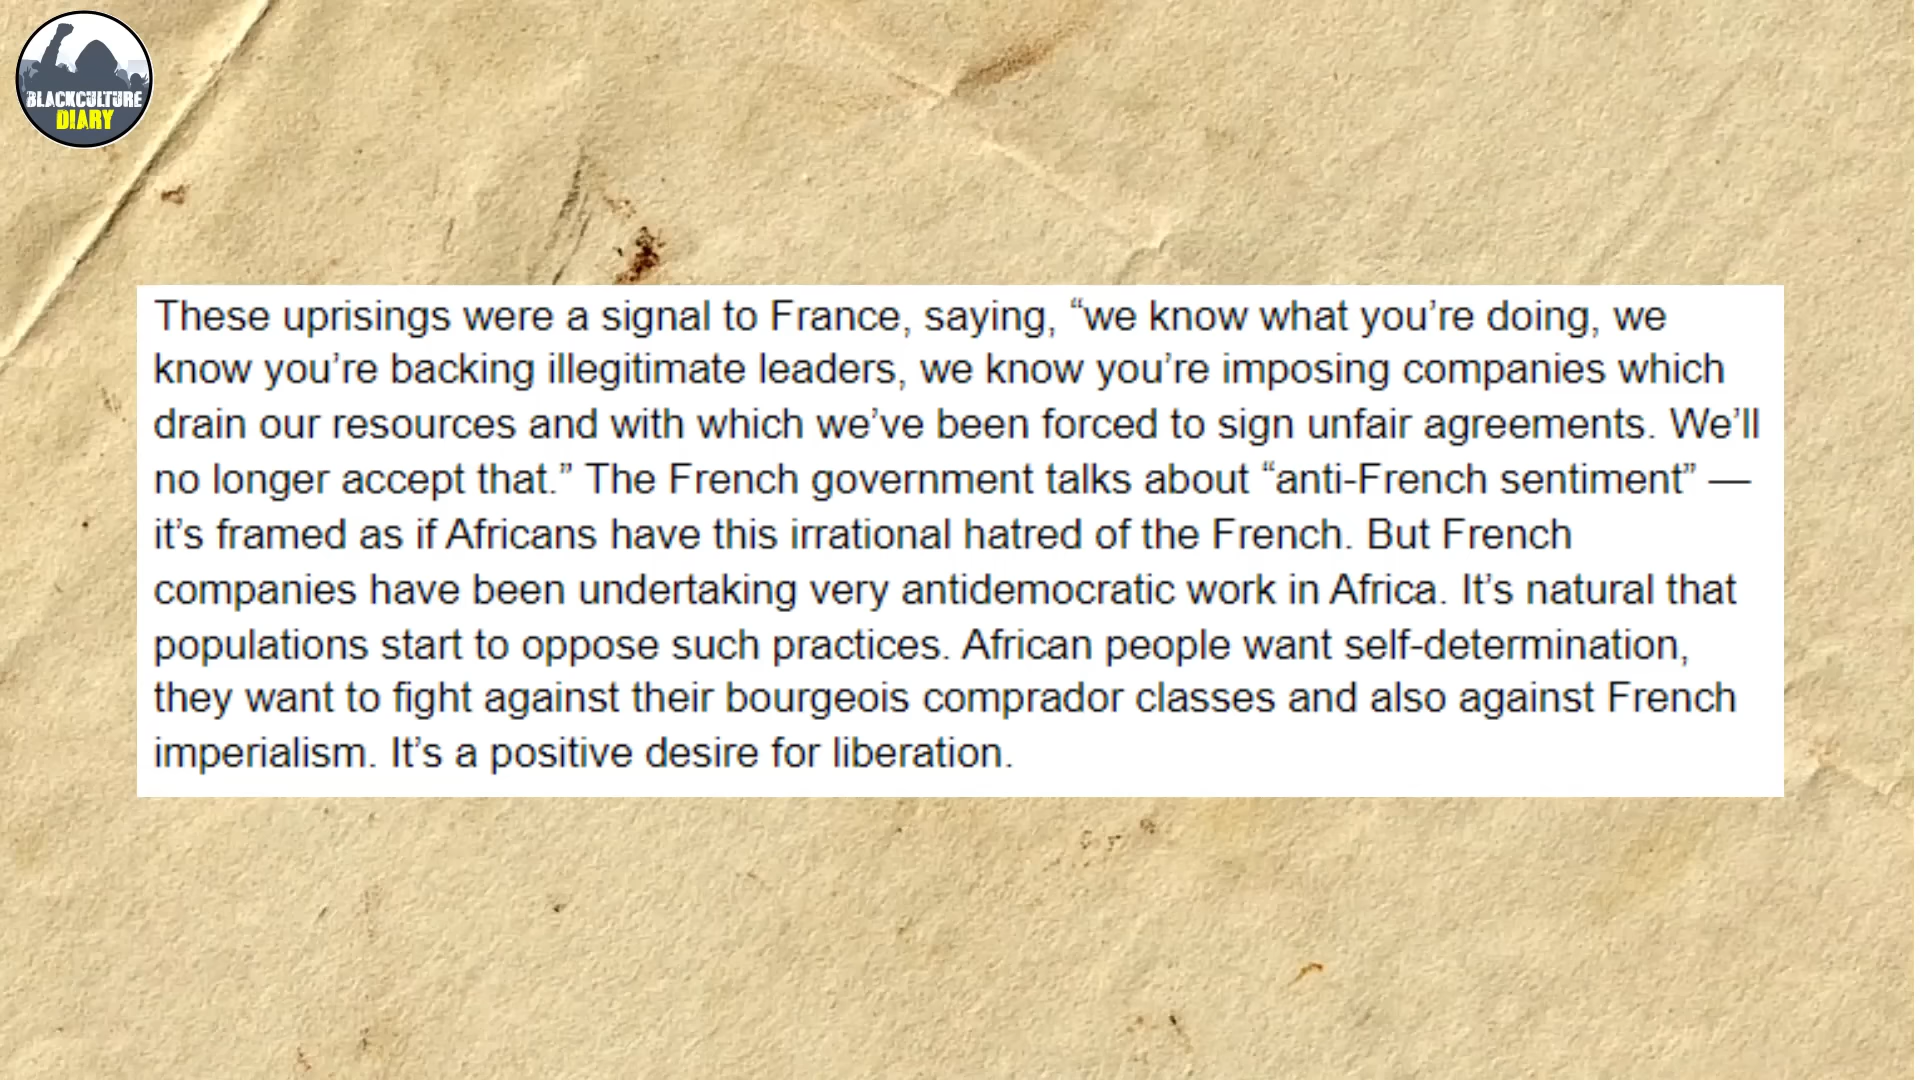 BLACKCULTURE
DIARY
These uprisings were a signal to France, saying, “we know what you’re doing, we
know you’re backing illegitimate leaders, we know you’re imposing companies which
drain our resources and with which we’ve been forced to sign unfair agreements. We’ll
no longer accept that.” The French government talks about “anti-French sentiment” —
it’s framed as if Africans have this irrational hatred of the French. But French
companies have been undertaking very antidemocratic work in Africa. It’s natural that
populations start to oppose such practices. African people want self-determination,
they want to fight against their bourgeois comprador classes and also against French
imperialism. It’s a positive desire for liberation.